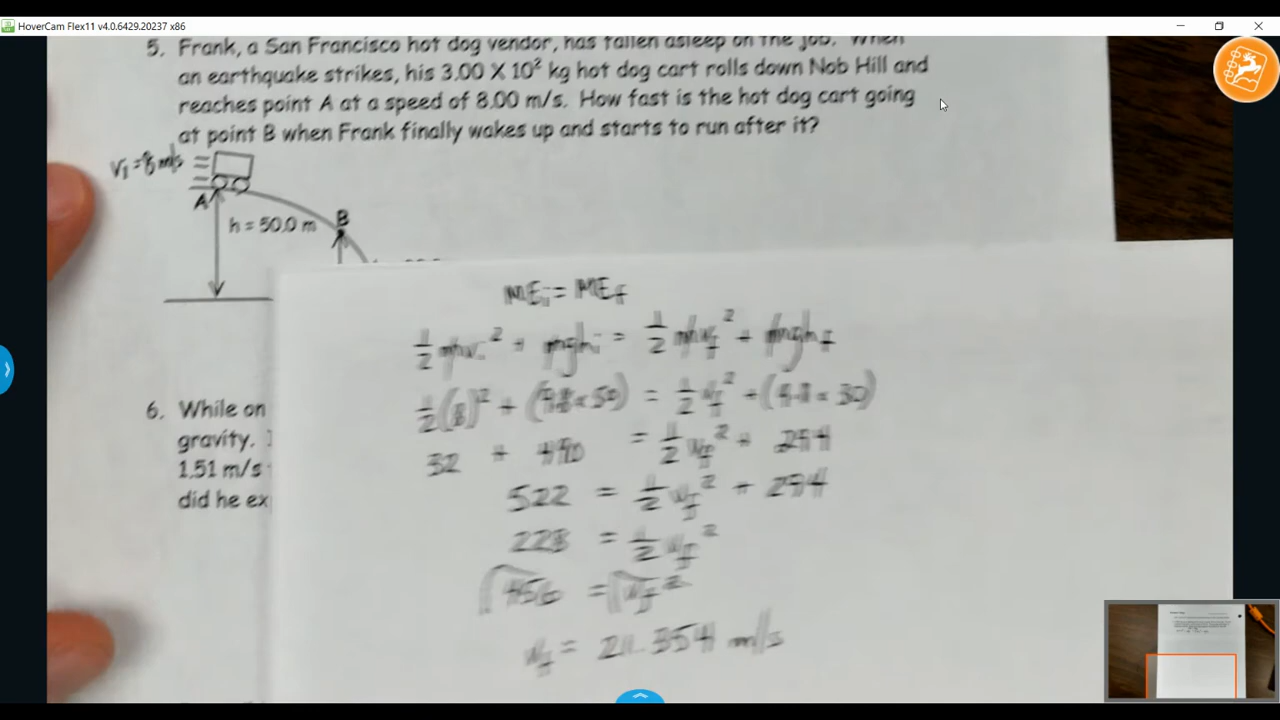 HoverCam Flex11 v4.0.6429.20237 x86
5. Frank, a San Francisco hot dog vendor, has fallen asleep on the job. When
an earthquake strikes, his 3.00 X 10² kg hot dog cart rolls down Nob Hill and
reaches point A at a speed of 8.00 m/s. How fast is the hot dog cart going
at point B when Frank finally wakes up and starts to run after it?
V₁ = 8 m/s
A
B
h = 50.0 m
MEᵢ = MEf
½mvᵢ² + mghᵢ = ½mvf² + mghf
½(8)² + (9.8×50) = ½vf² + (9.8×30)
32 + 490 = ½vf² + 294
522 = ½vf² + 294
228 = ½vf²
√456 = √vf²
vf = 21.354 m/s
6. While on
gravity.
1.51 m/s
did he ex